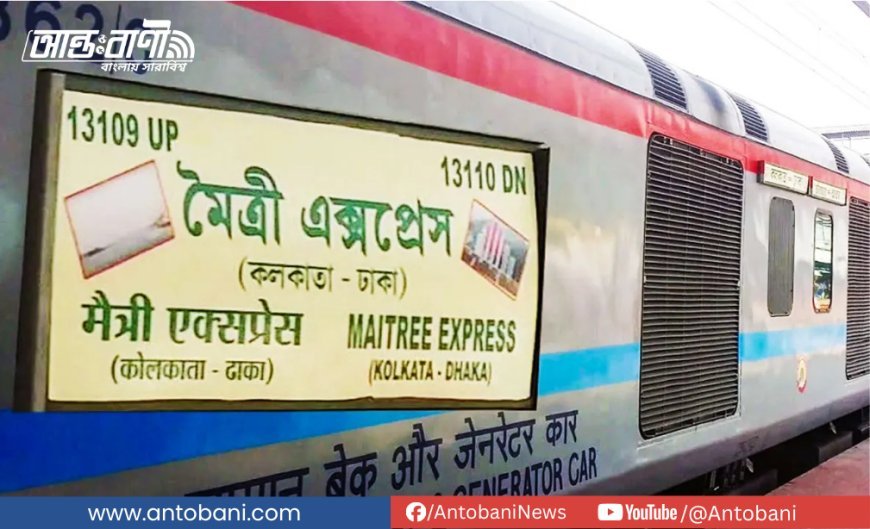 আন্তঃবাণী
বাংলায় সারাবিশ্ব
13109 UP
13110 DN
মৈত্রী এক্সপ্রেস
(কলকাতা - ঢাকা)
मैत्री एक्सप्रेस
(कोलकाता - ढाका)
MAITREE EXPRESS
(KOLKATA - DHAKA)
ब्रेक और जेनरेटर कार
GENERATOR CAR
www.antobani.com
/AntobaniNews
YouTube /@Antobani